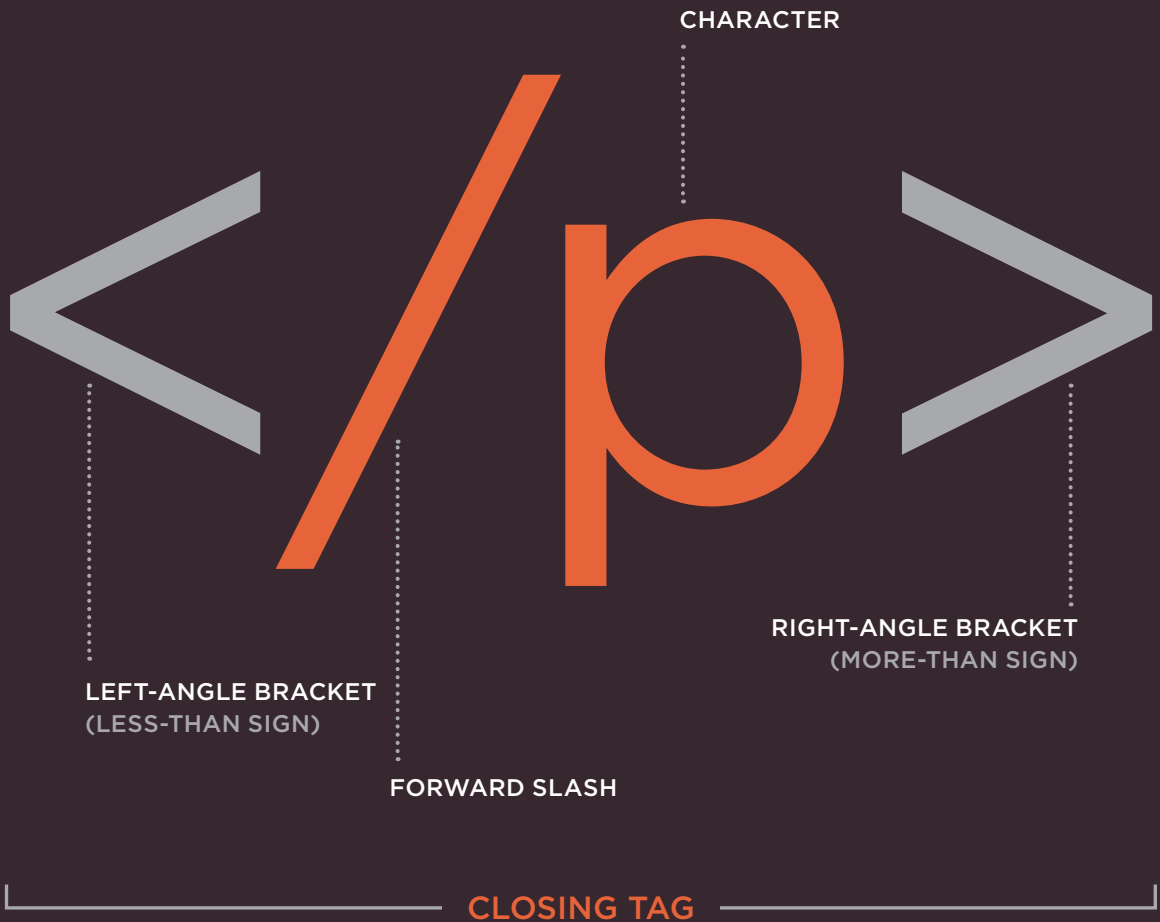 CHARACTER
</p>
RIGHT-ANGLE BRACKET
(MORE-THAN SIGN)
LEFT-ANGLE BRACKET
(LESS-THAN SIGN)
FORWARD SLASH
CLOSING TAG